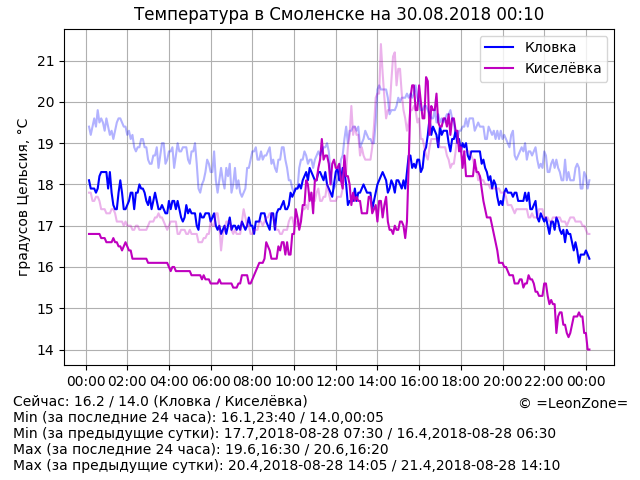 Температура в Смоленске на 30.08.2018 00:10
градусов Цельсия, °C
21
20
19
18
17
16
15
14
Кловка
Киселёвка
00:00 02:00 04:00 06:00 08:00 10:00 12:00 14:00 16:00 18:00 20:00 22:00 00:00
Сейчас: 16.2 / 14.0 (Кловка / Киселёвка)
© =LeonZone=
Min (за последние 24 часа): 16.1,23:40 / 14.0,00:05
Min (за предыдущие сутки): 17.7,2018-08-28 07:30 / 16.4,2018-08-28 06:30
Max (за последние 24 часа): 19.6,16:30 / 20.6,16:20
Max (за предыдущие сутки): 20.4,2018-08-28 14:05 / 21.4,2018-08-28 14:10